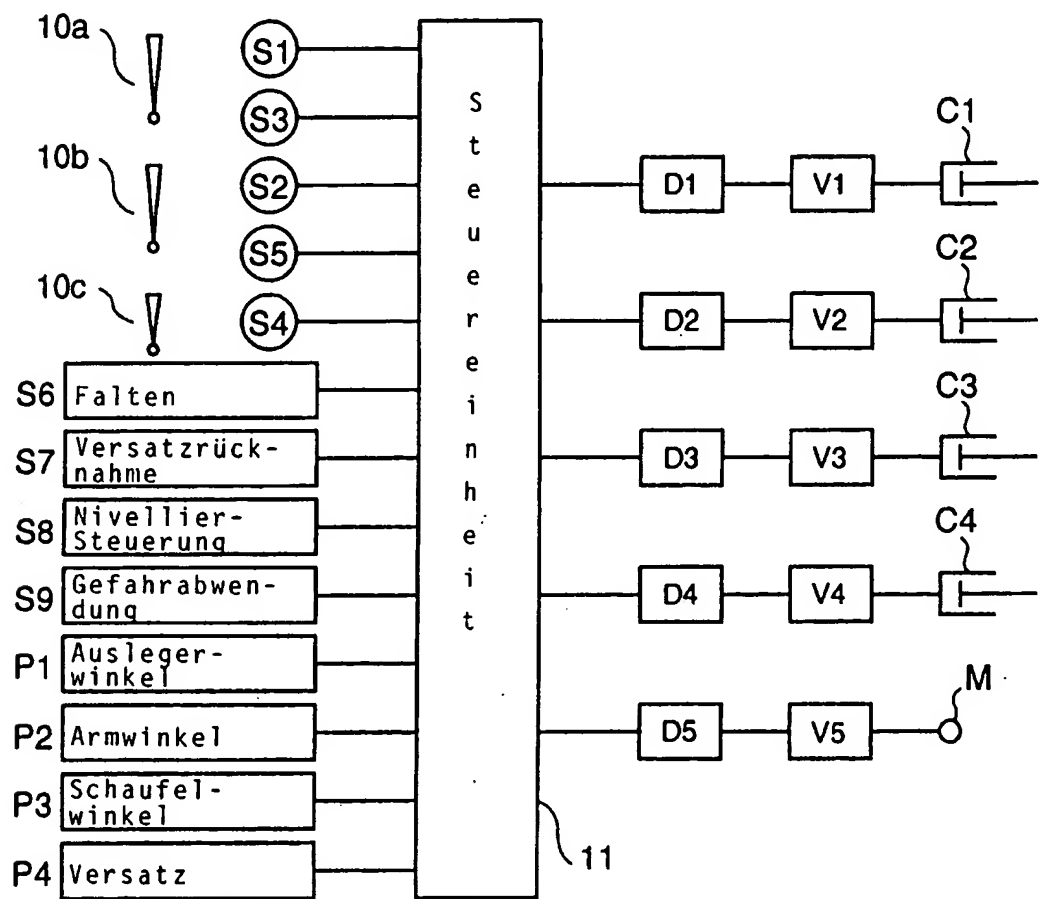 10a
S1
S3
10b
S2
S5
10c
S4
S6 Falten
S7 Versatzrück-
nahme
S8 Nivellier-
Steuerung
S9 Gefahrabwen-
dung
P1 Ausleger-
winkel
P2 Armwinkel
P3 Schaufel-
winkel
P4 Versatz
Steuereinheit
11
D1 V1 C1
D2 V2 C2
D3 V3 C3
D4 V4 C4
D5 V5 M